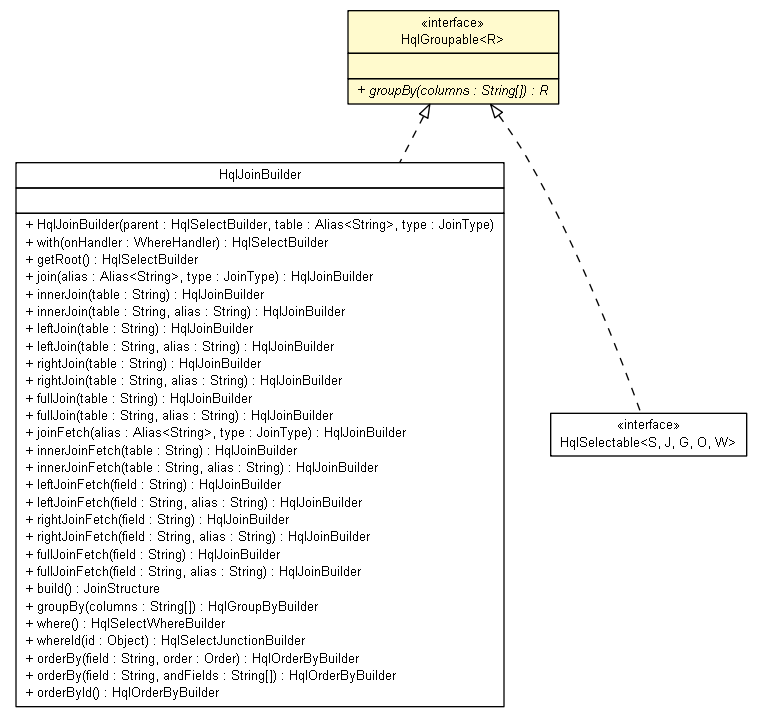 «interface»
HqlGroupable<R>
+ groupBy(columns : String[]) : R
HqlJoinBuilder
+ HqlJoinBuilder(parent : HqlSelectBuilder, table : Alias<String>, type : JoinType)
+ with(onHandler : WhereHandler) : HqlSelectBuilder
+ getRoot() : HqlSelectBuilder
+ join(alias : Alias<String>, type : JoinType) : HqlJoinBuilder
+ innerJoin(table : String) : HqlJoinBuilder
+ innerJoin(table : String, alias : String) : HqlJoinBuilder
+ leftJoin(table : String) : HqlJoinBuilder
+ leftJoin(table : String, alias : String) : HqlJoinBuilder
+ rightJoin(table : String) : HqlJoinBuilder
+ rightJoin(table : String, alias : String) : HqlJoinBuilder
+ fullJoin(table : String) : HqlJoinBuilder
+ fullJoin(table : String, alias : String) : HqlJoinBuilder
+ joinFetch(alias : Alias<String>, type : JoinType) : HqlJoinBuilder
+ innerJoinFetch(table : String) : HqlJoinBuilder
+ innerJoinFetch(table : String, alias : String) : HqlJoinBuilder
+ leftJoinFetch(field : String) : HqlJoinBuilder
+ leftJoinFetch(field : String, alias : String) : HqlJoinBuilder
+ rightJoinFetch(field : String) : HqlJoinBuilder
+ rightJoinFetch(field : String, alias : String) : HqlJoinBuilder
+ fullJoinFetch(field : String) : HqlJoinBuilder
+ fullJoinFetch(field : String, alias : String) : HqlJoinBuilder
+ build() : JoinStructure
+ groupBy(columns : String[]) : HqlGroupByBuilder
+ where() : HqlSelectWhereBuilder
+ whereId(id : Object) : HqlSelectJunctionBuilder
+ orderBy(field : String, order : Order) : HqlOrderByBuilder
+ orderBy(field : String, andFields : String[]) : HqlOrderByBuilder
+ orderById() : HqlOrderByBuilder
«interface»
HqlSelectable<S, J, G, O, W>